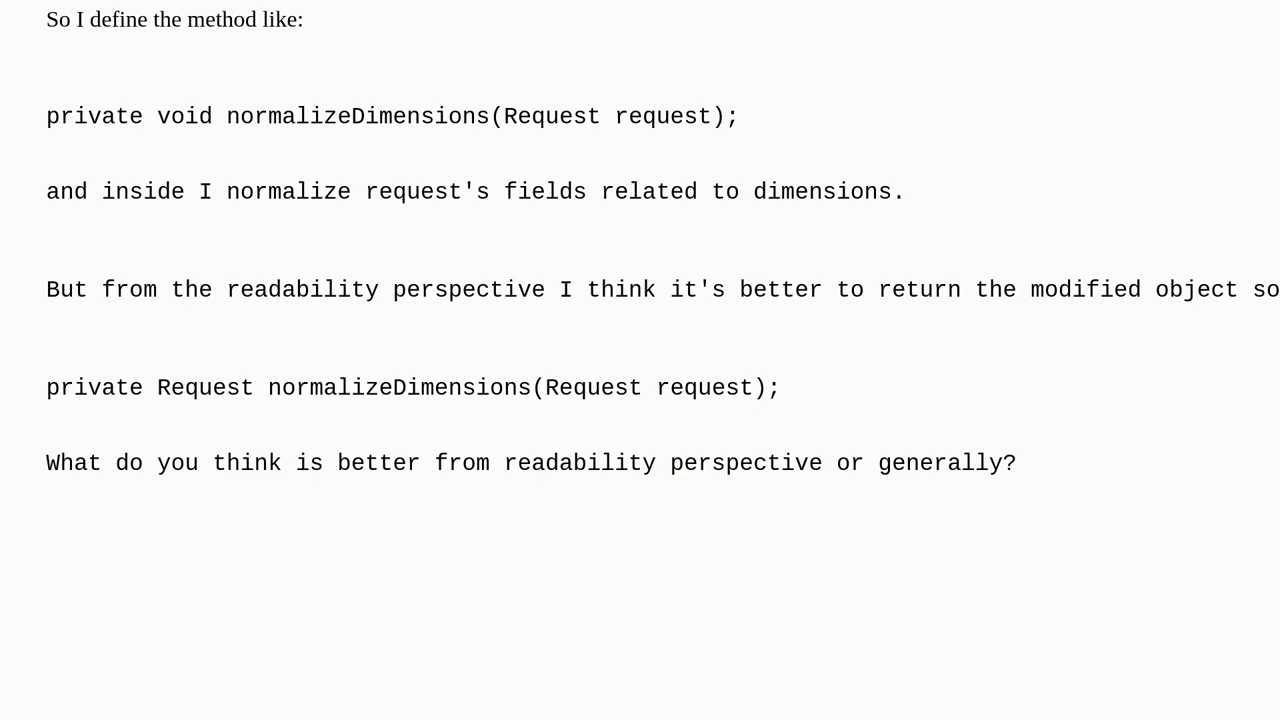 So I define the method like:
private void normalizeDimensions(Request request);
and inside I normalize request's fields related to dimensions.
But from the readability perspective I think it's better to return the modified object so
private Request normalizeDimensions(Request request);
What do you think is better from readability perspective or generally?